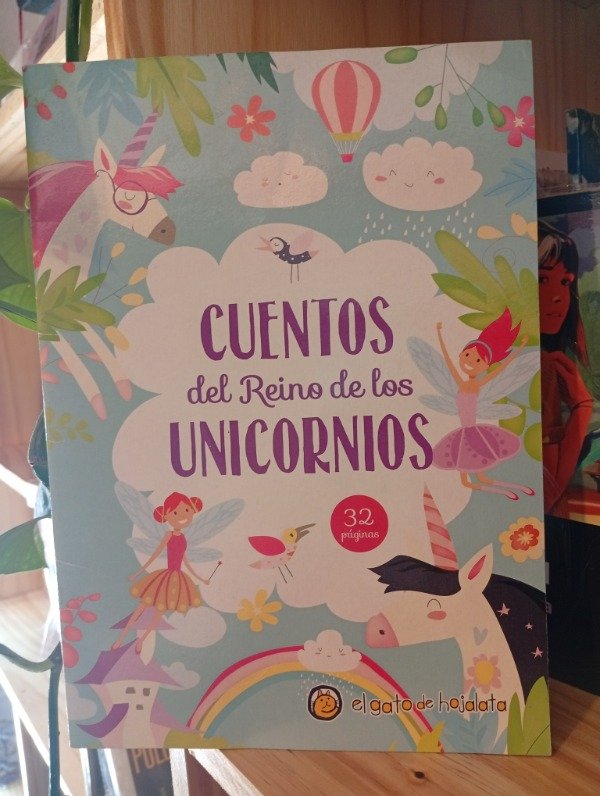 CUENTOS
del Reino de los
UNICORNIOS
32
páginas
el gato de hojalata